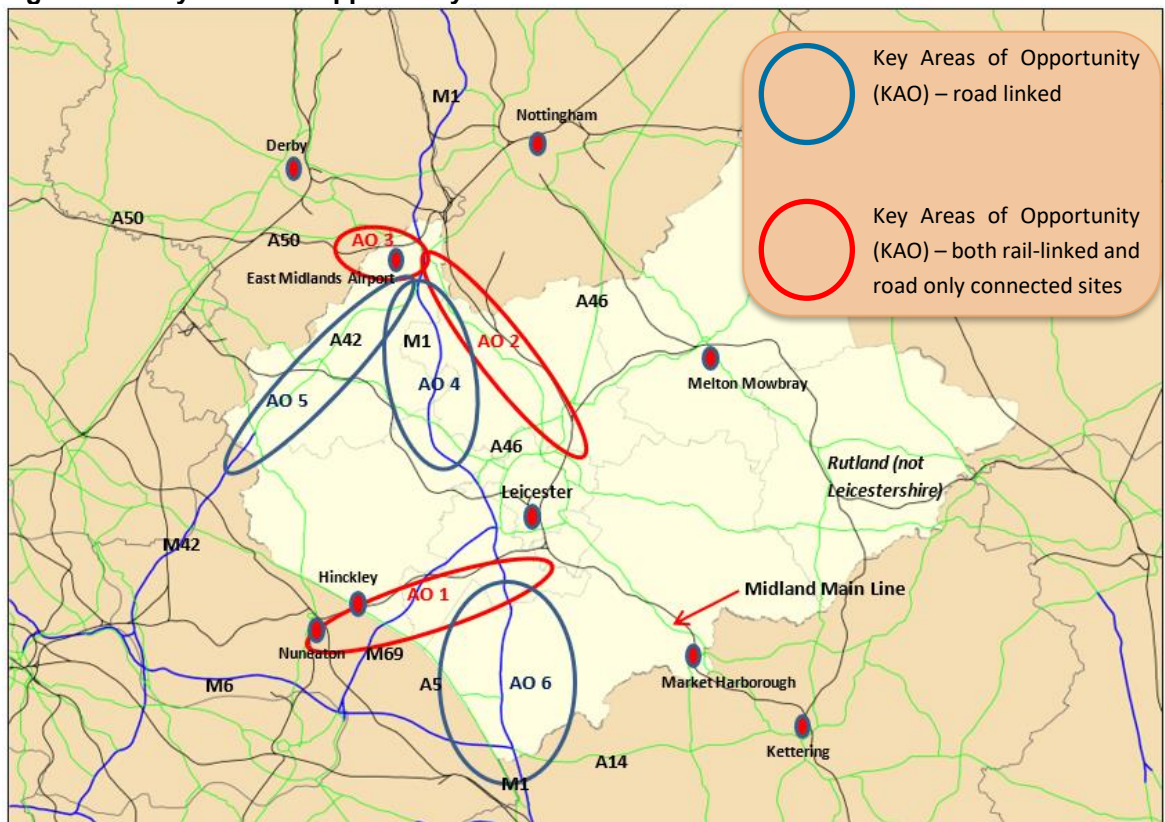 Key Areas of Opportunity
(KAO) – road linked
Key Areas of Opportunity
(KAO) – both rail-linked and
road only connected sites
M1
Nottingham
Derby
A50
A50
AO 3
East Midlands Airport
A46
A42
M1
AO 2
Melton Mowbray
AO 4
AO 5
A46
Rutland (not
Leicestershire)
Leicester
M42
Hinckley
AO 1
Midland Main Line
Nuneaton
M69
M6
A5
AO 6
Market Harborough
Kettering
A14
M1